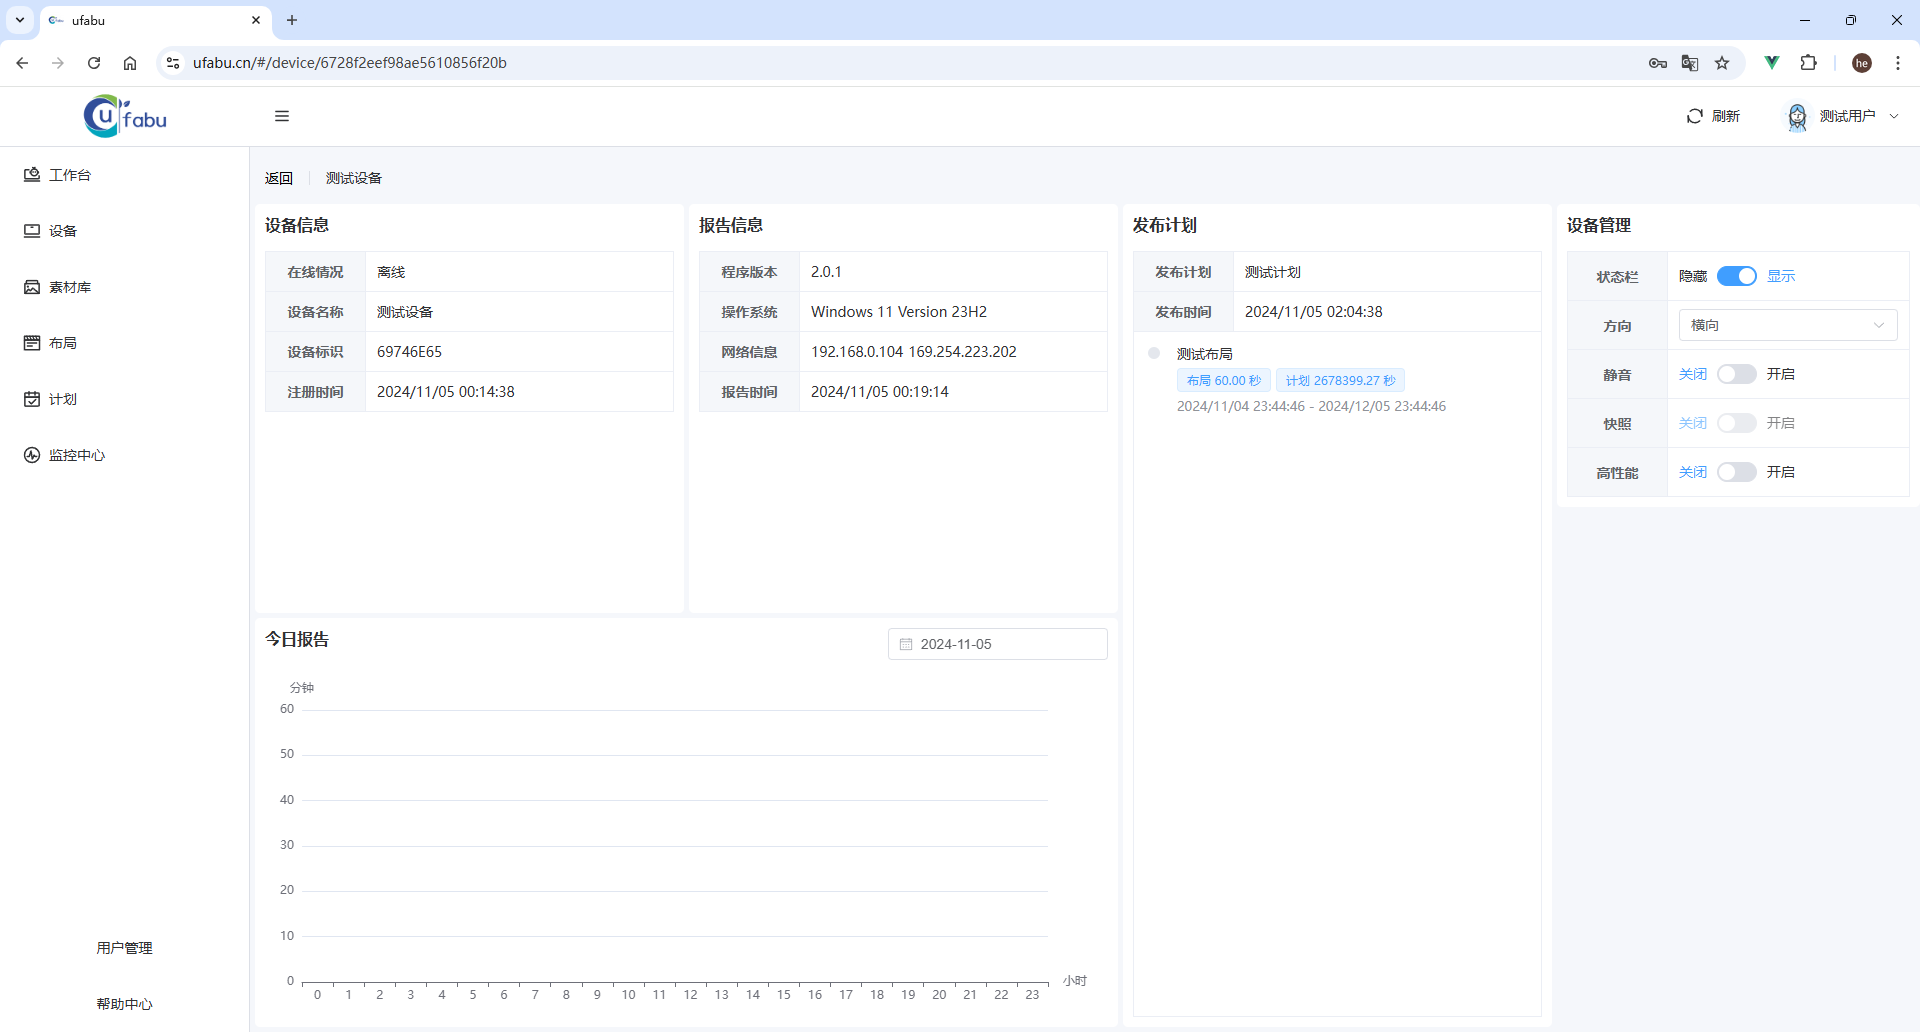 ufabu
ufabu.cn/#/device/6728f2eef98ae5610856f20b
he
ufabu
刷新
测试用户
工作台
设备
素材库
布局
计划
监控中心
用户管理
帮助中心
返回
测试设备
设备信息
在线情况 离线
设备名称 测试设备
设备标识 69746E65
注册时间 2024/11/05 00:14:38
报告信息
程序版本 2.0.1
操作系统 Windows 11 Version 23H2
网络信息 192.168.0.104 169.254.223.202
报告时间 2024/11/05 00:19:14
发布计划
发布计划 测试计划
发布时间 2024/11/05 02:04:38
测试布局
布局 60.00 秒 计划 2678399.27 秒
2024/11/04 23:44:46 - 2024/12/05 23:44:46
设备管理
状态栏 隐藏 显示
方向 横向
静音 关闭 开启
快照 关闭 开启
高性能 关闭 开启
今日报告
2024-11-05
分钟
60
50
40
30
20
10
0
0 1 2 3 4 5 6 7 8 9 10 11 12 13 14 15 16 17 18 19 20 21 22 23
小时